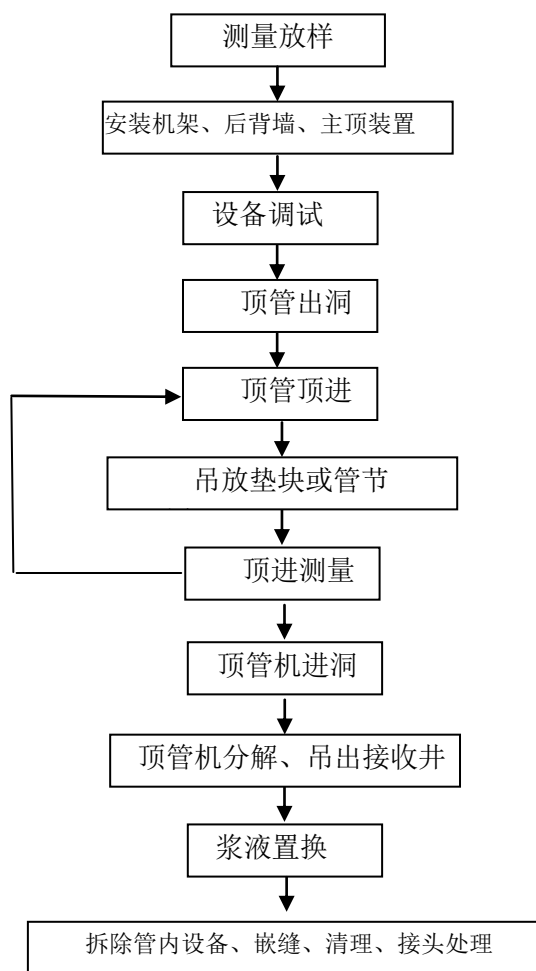 测量放样
安装机架、后背墙、主顶装置
设备调试
顶管出洞
顶管顶进
吊放垫块或管节
顶进测量
顶管机进洞
顶管机分解、吊出接收井
浆液置换
拆除管内设备、嵌缝、清理、接头处理